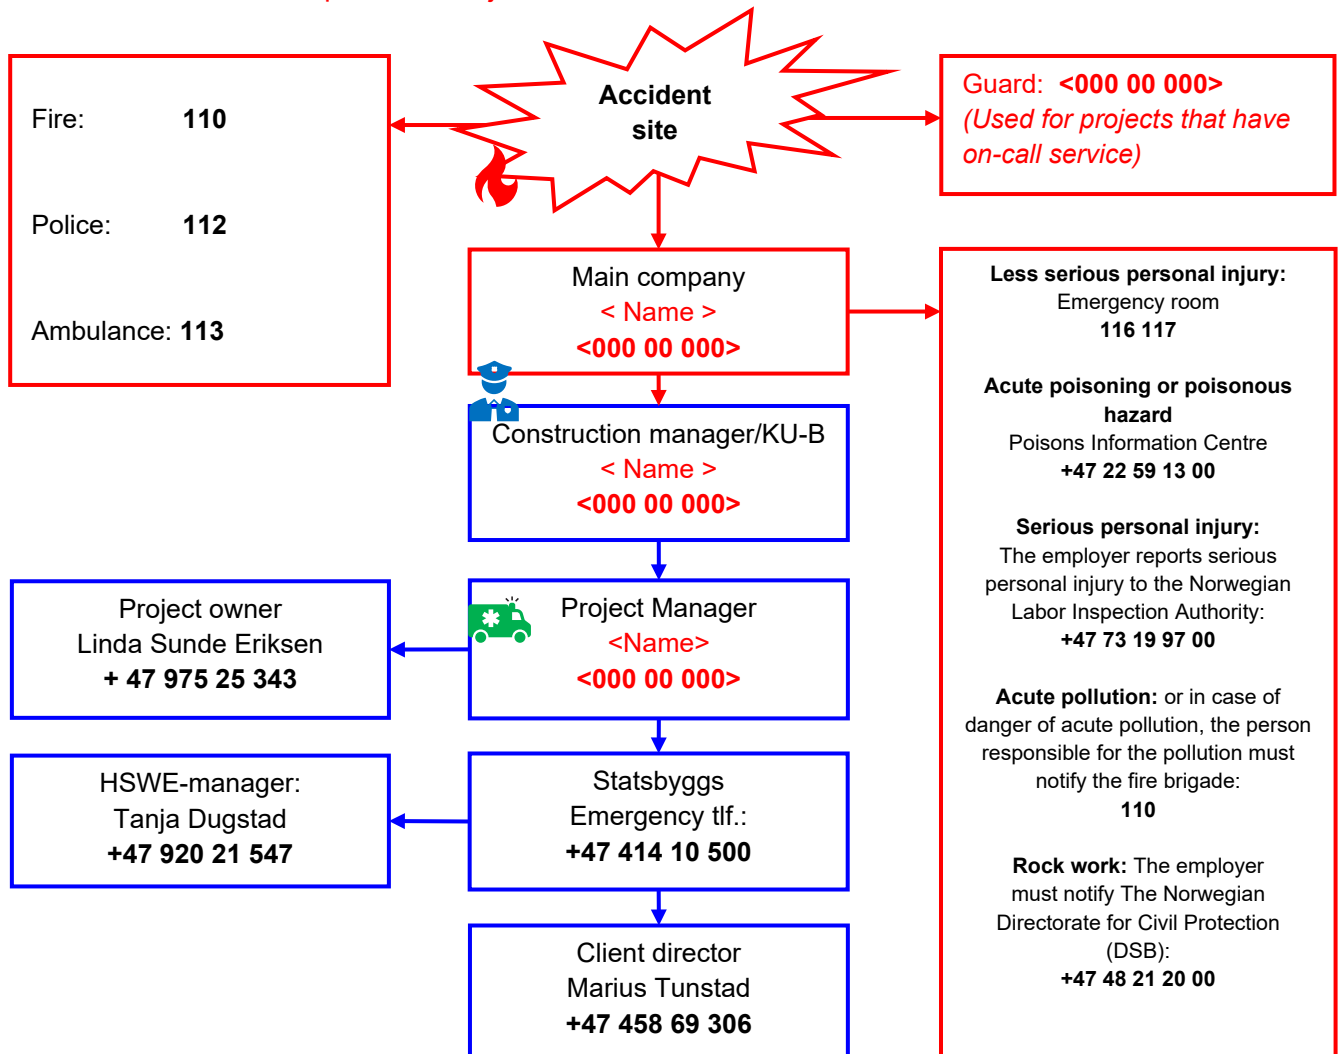 Accident
site
Fire: 110
Police: 112
Ambulance: 113
Guard: <000 00 000>
(Used for projects that have
on-call service)
Main company
< Name >
<000 00 000>
Less serious personal injury:
Emergency room
116 117
Acute poisoning or poisonous
hazard
Poisons Information Centre
+47 22 59 13 00
Serious personal injury:
The employer reports serious
personal injury to the Norwegian
Labor Inspection Authority:
+47 73 19 97 00
Acute pollution: or in case of
danger of acute pollution, the person
responsible for the pollution must
notify the fire brigade:
110
Rock work: The employer
must notify The Norwegian
Directorate for Civil Protection
(DSB):
+47 48 21 20 00
Construction manager/KU-B
< Name >
<000 00 000>
Project Manager
<Name>
<000 00 000>
Project owner
Linda Sunde Eriksen
+ 47 975 25 343
Statsbyggs
Emergency tlf.:
+47 414 10 500
HSWE-manager:
Tanja Dugstad
+47 920 21 547
Client director
Marius Tunstad
+47 458 69 306